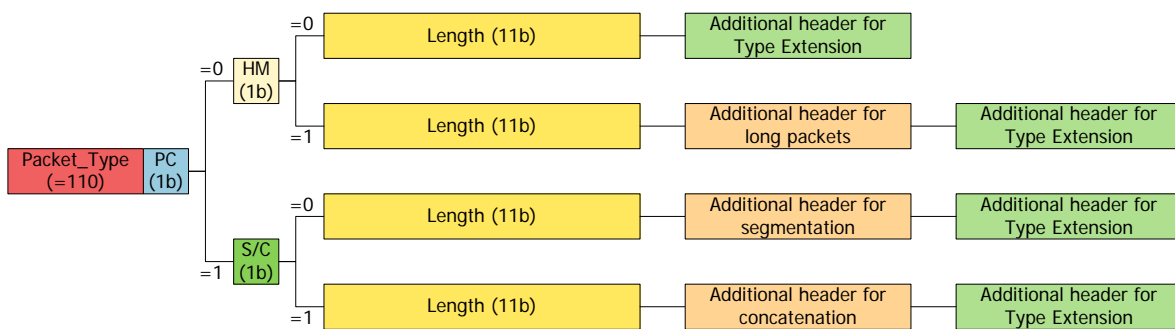 =0
Length (11b)
Additional header for
Type Extension
=0
HM
(1b)
=1
Length (11b)
Additional header for
long packets
Additional header for
Type Extension
Packet_Type
(=110)
PC
(1b)
=0
Length (11b)
Additional header for
segmentation
Additional header for
Type Extension
=1
S/C
(1b)
=1
Length (11b)
Additional header for
concatenation
Additional header for
Type Extension